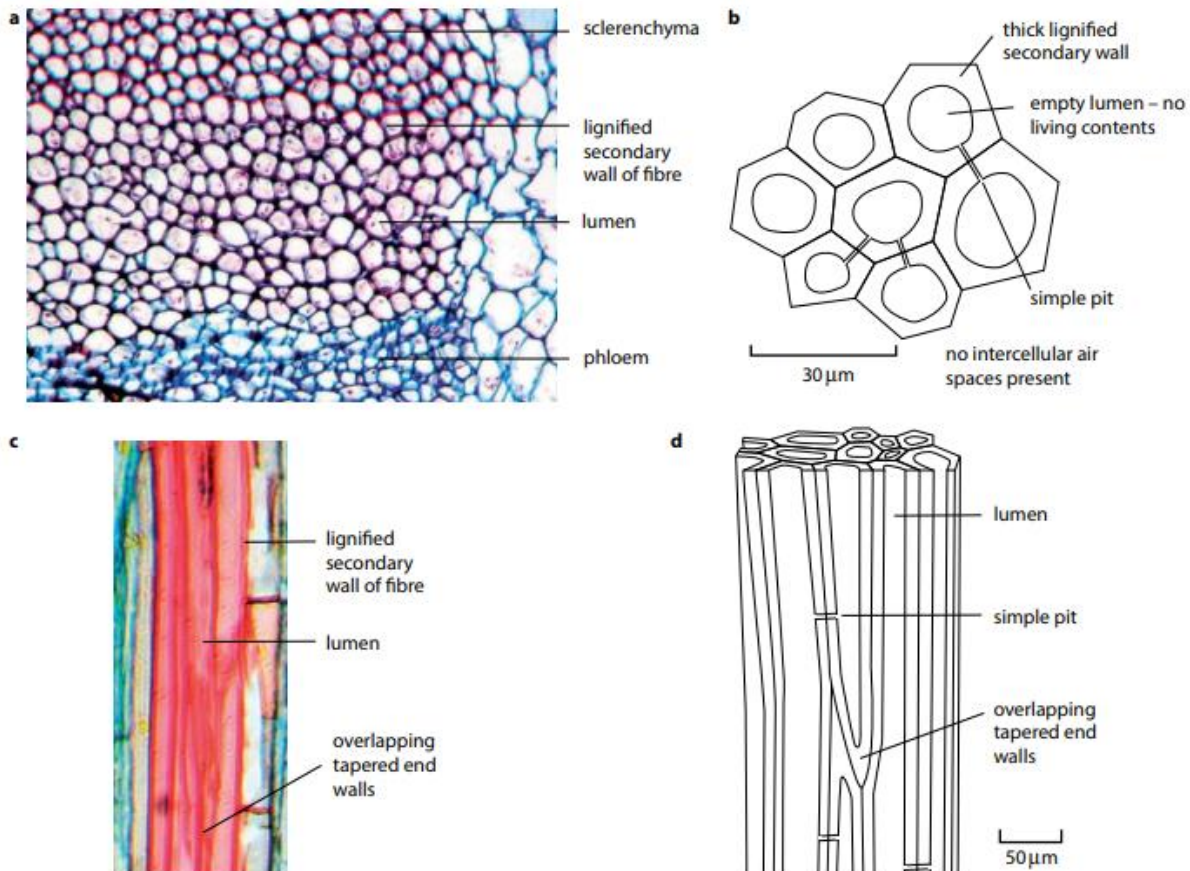 a
sclerenchyma
lignified
secondary
wall of fibre
lumen
phloem
b
thick lignified
secondary wall
empty lumen – no
living contents
simple pit
30 μm
no intercellular air
spaces present
c
lignified
secondary
wall of fibre
lumen
overlapping
tapered end
walls
d
lumen
simple pit
overlapping
tapered end
walls
50 μm